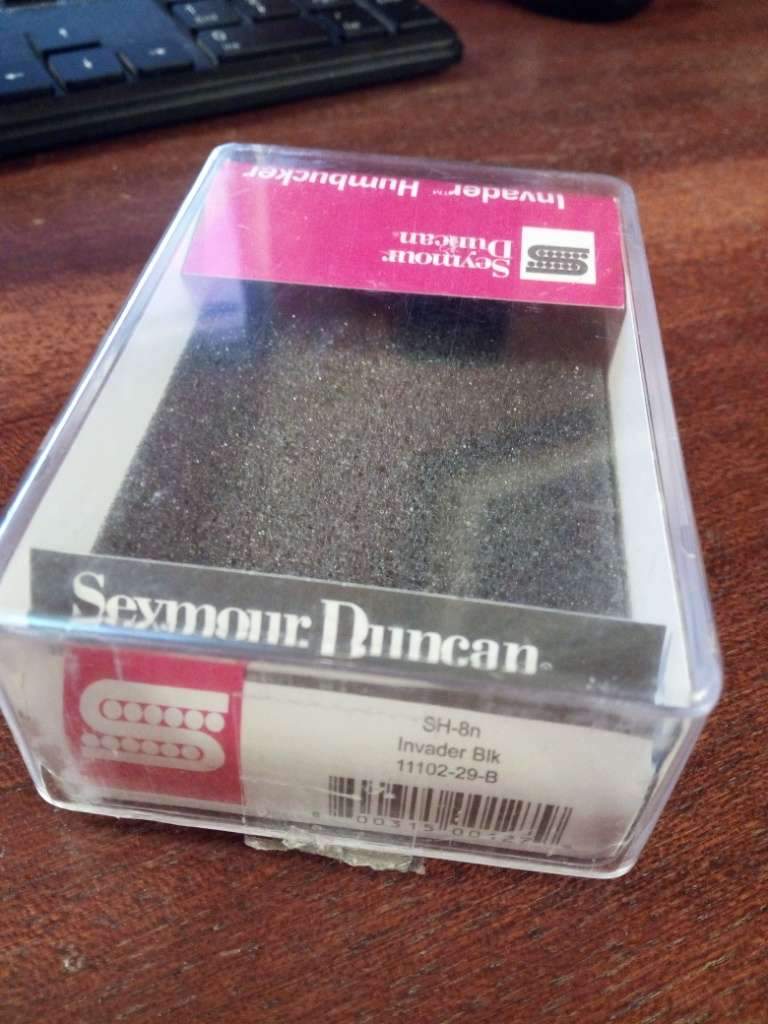 Invader™ Humbucker
Seymour
Duncan®
Seymour Duncan®
SH-8n
Invader Blk
11102-29-B